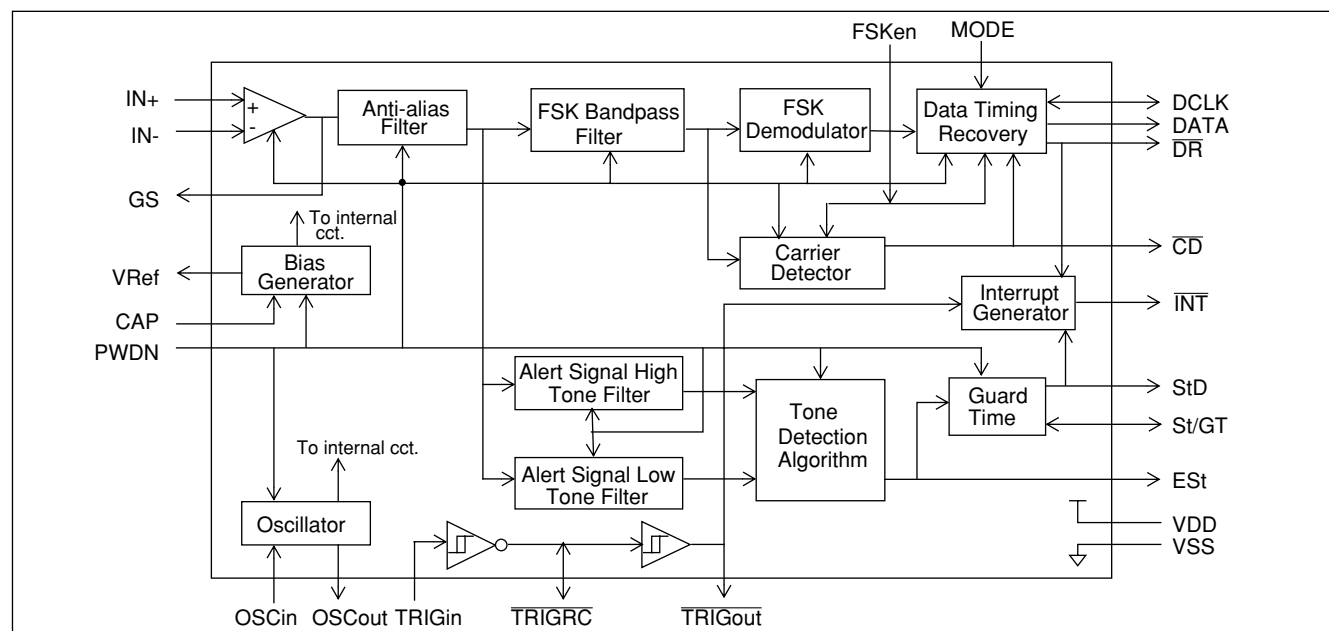 FSKen
MODE
IN+
IN-
GS
VRef
CAP
PWDN
+
-
Anti-alias
Filter
FSK Bandpass
Filter
FSK
Demodulator
Data Timing
Recovery
DCLK
DATA
DR
To internal
cct.
Bias
Generator
Carrier
Detector
CD
Interrupt
Generator
INT
Alert Signal High
Tone Filter
Alert Signal Low
Tone Filter
Tone
Detection
Algorithm
Guard
Time
StD
St/GT
ESt
To internal cct.
Oscillator
VDD
VSS
OSCin
OSCout
TRIGin
TRIGRC
TRIGout